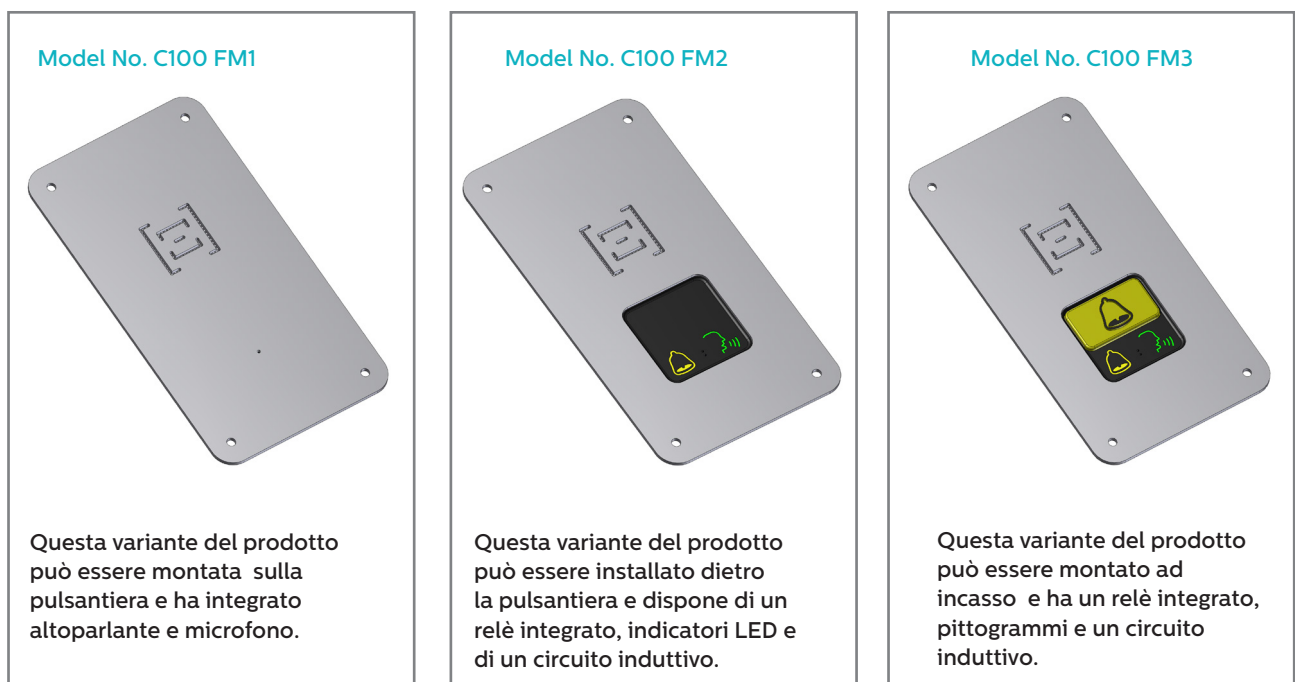 Model No. C100 FM1
Questa variante del prodotto
può essere montata  sulla
pulsantiera e ha integrato
altoparlante e microfono.
Model No. C100 FM2
Questa variante del prodotto
può essere installato dietro
la pulsantiera e dispone di un
relè integrato, indicatori LED e
di un circuito induttivo.
Model No. C100 FM3
Questa variante del prodotto
può essere montato ad
incasso  e ha un relè integrato,
pittogrammi e un circuito
induttivo.